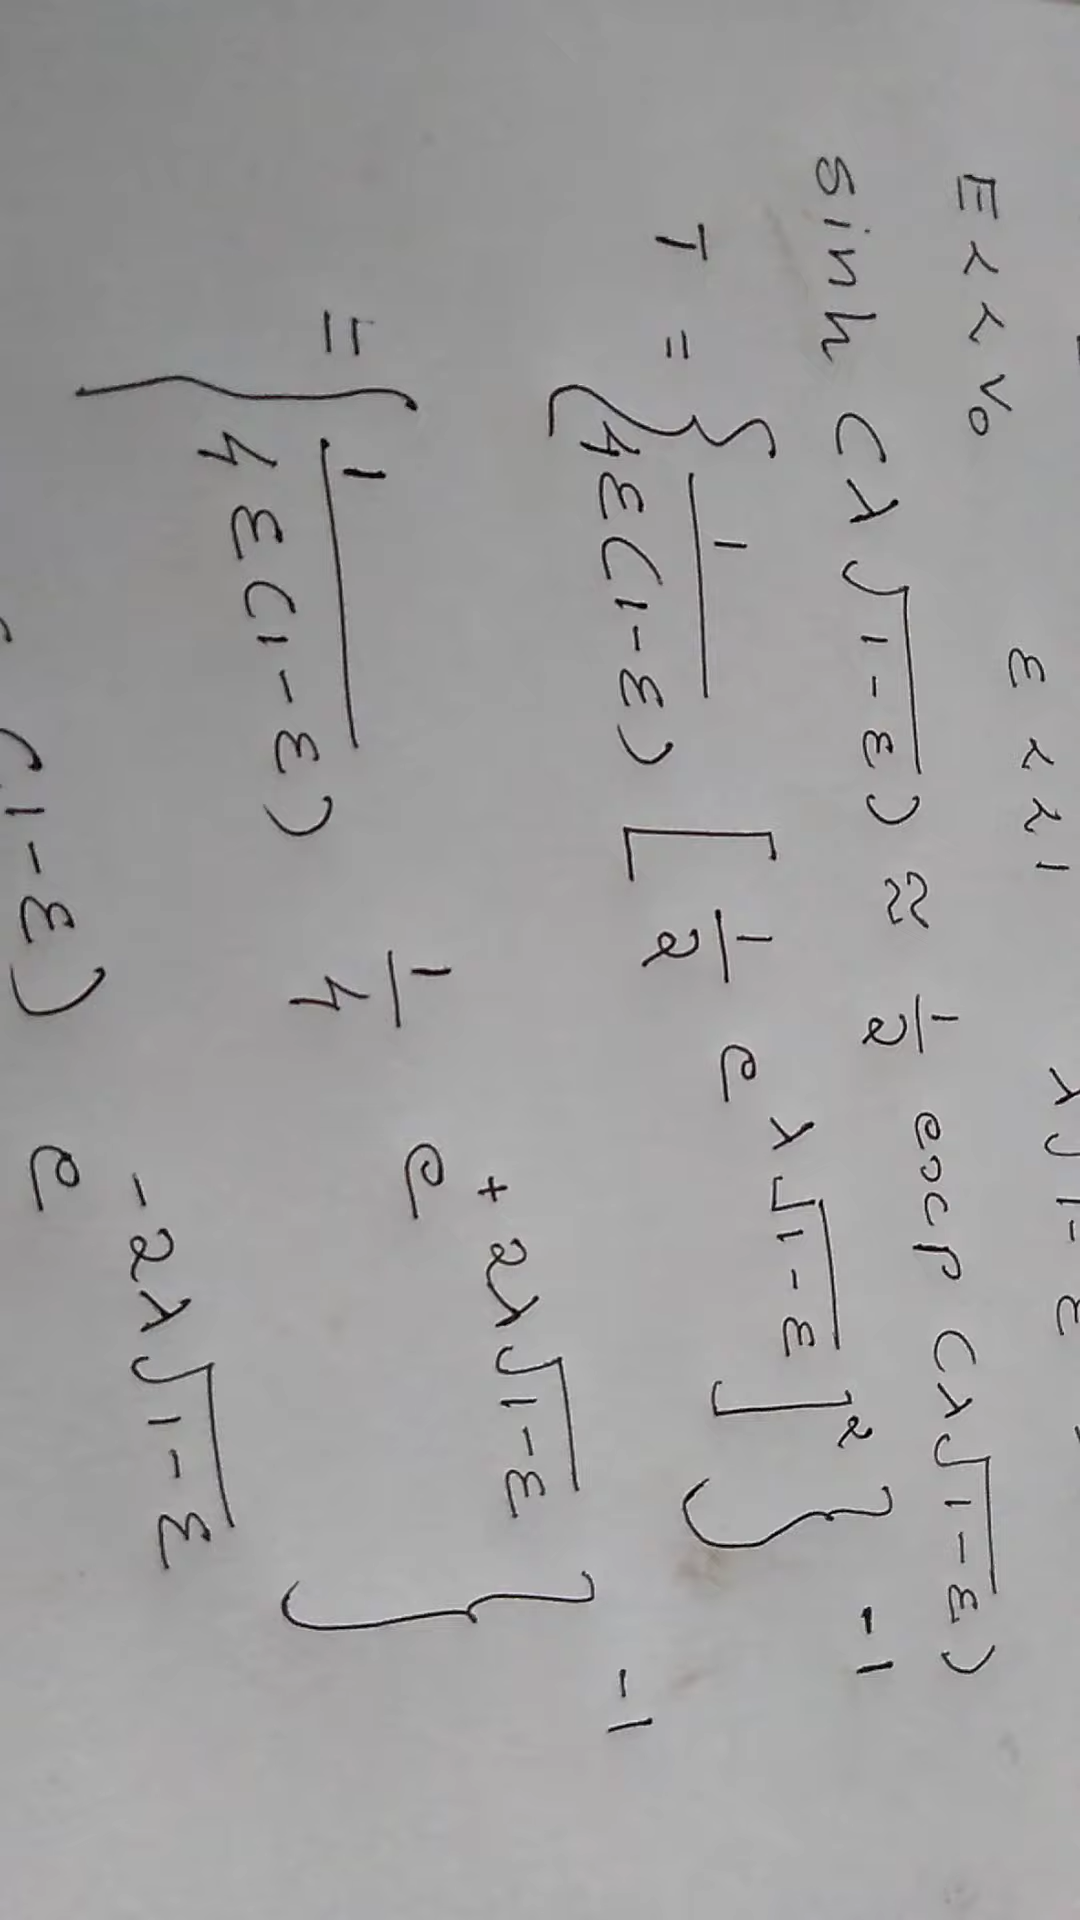 E << V₀ ε << 1 λ√1-ε
sinh (λ√1-ε) ≈ 1/2 exp (λ√1-ε)
T = { 1/4ε(1-ε) [ 1/2 e^λ√1-ε ]² }^-1
= { 1/4ε(1-ε) 1/4 e^+2λ√1-ε }^-1
(1-ε) e^-2λ√1-ε